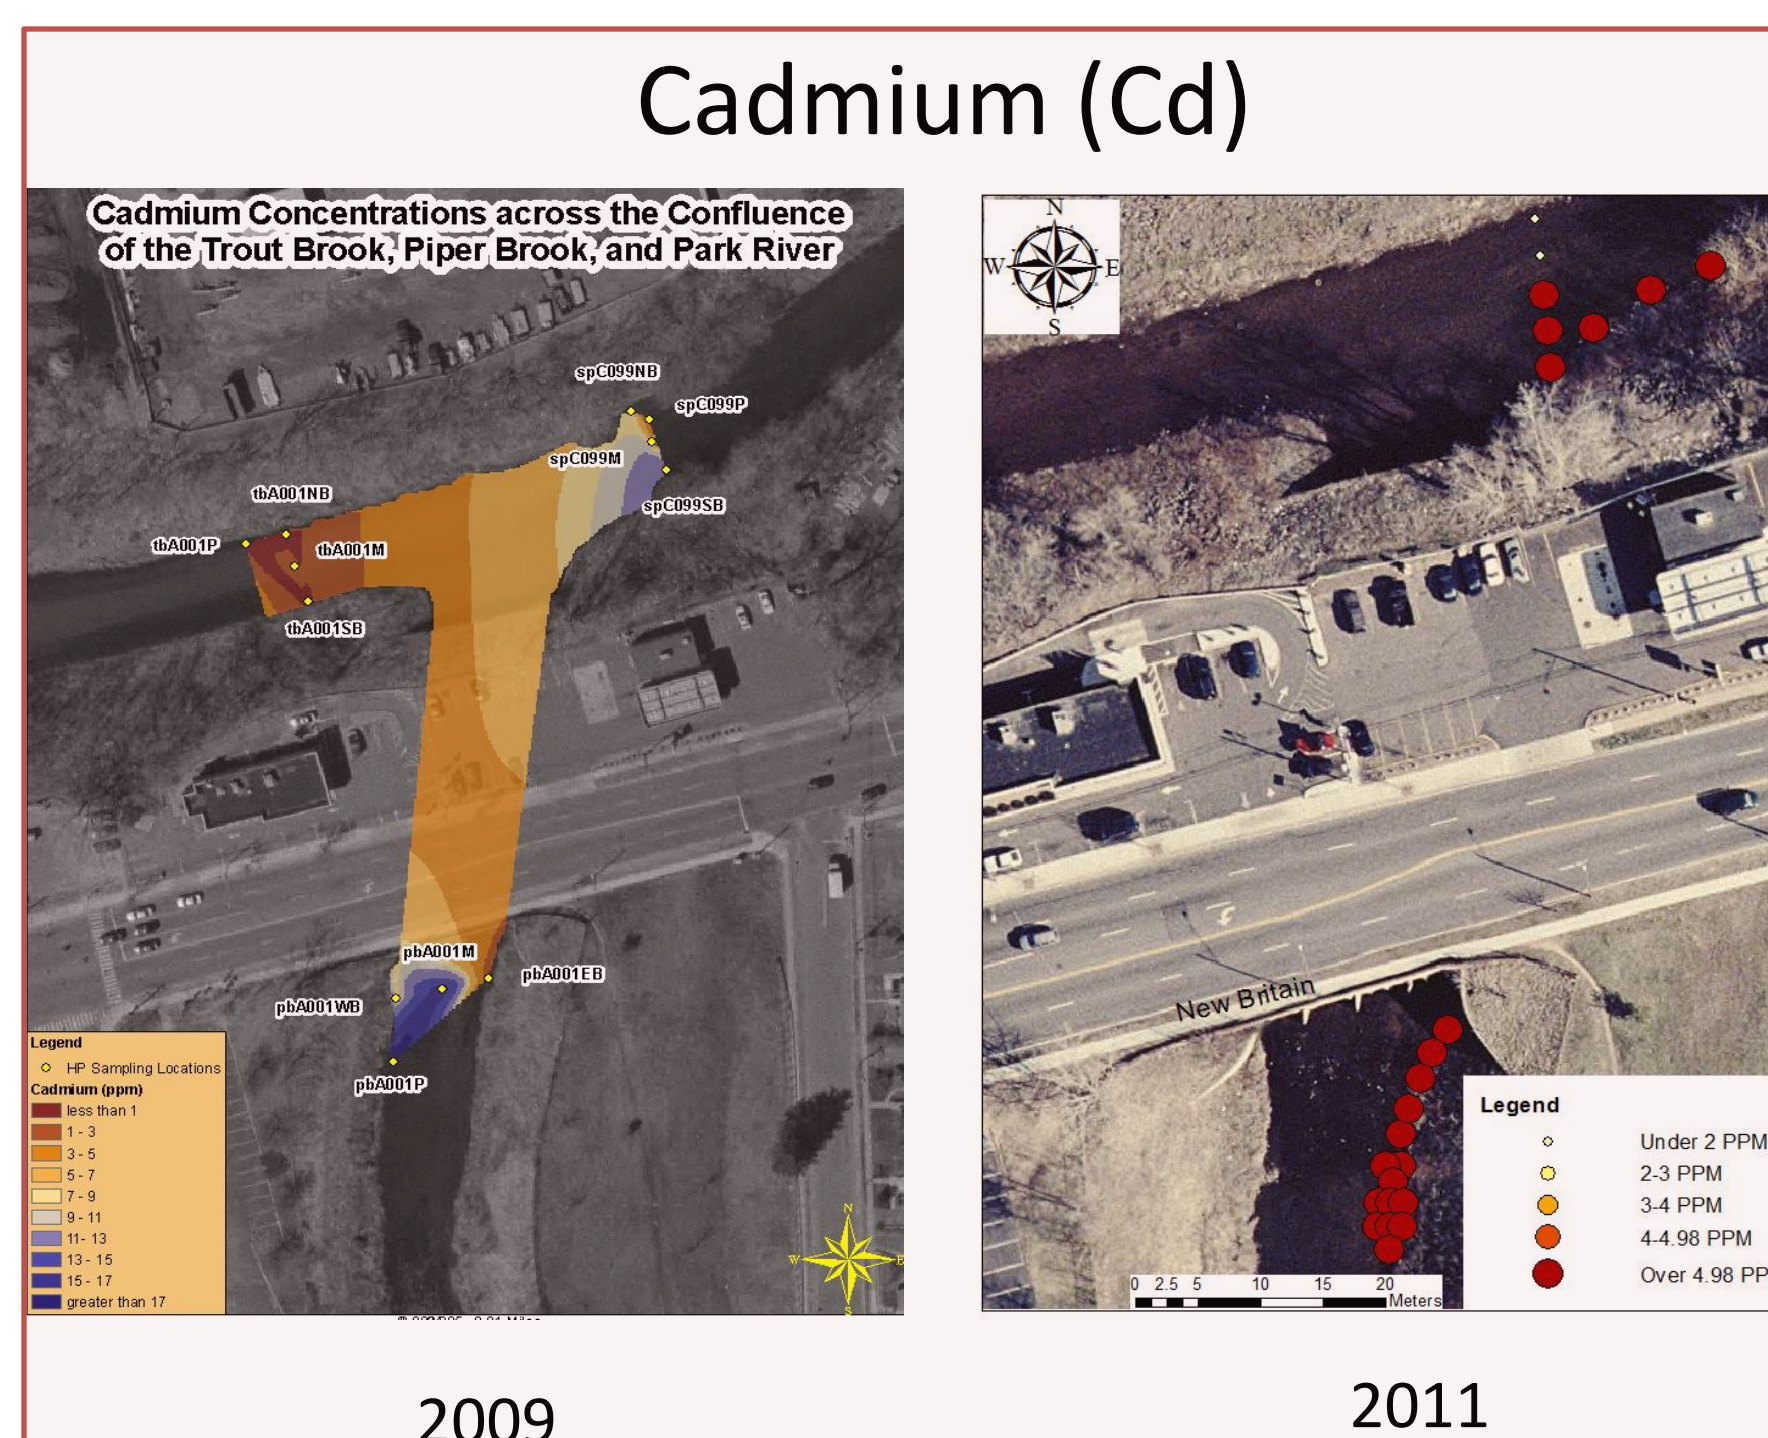 Cadmium (Cd)
Cadmium Concentrations across the Confluence
of the Trout Brook, Piper Brook, and Park River
spC099NB
spC099P
spC099M
spC099SB
tbA001NB
tbA001P
tbA001M
tbA001SB
pbA001M
pbA001EB
pbA001WB
pbA001P
Legend
HP Sampling Locations
Cadmium (ppm)
less than 1
1 - 3
3 - 5
5 - 7
7 - 9
9 - 11
11- 13
13 - 15
15 - 17
greater than 17
N
W E
S
2009
N
W E
S
New Britain
Legend
Under 2 PPM
2-3 PPM
3-4 PPM
4-4.98 PPM
Over 4.98 PP
0 2.5 5 10 15 20
Meters
2011